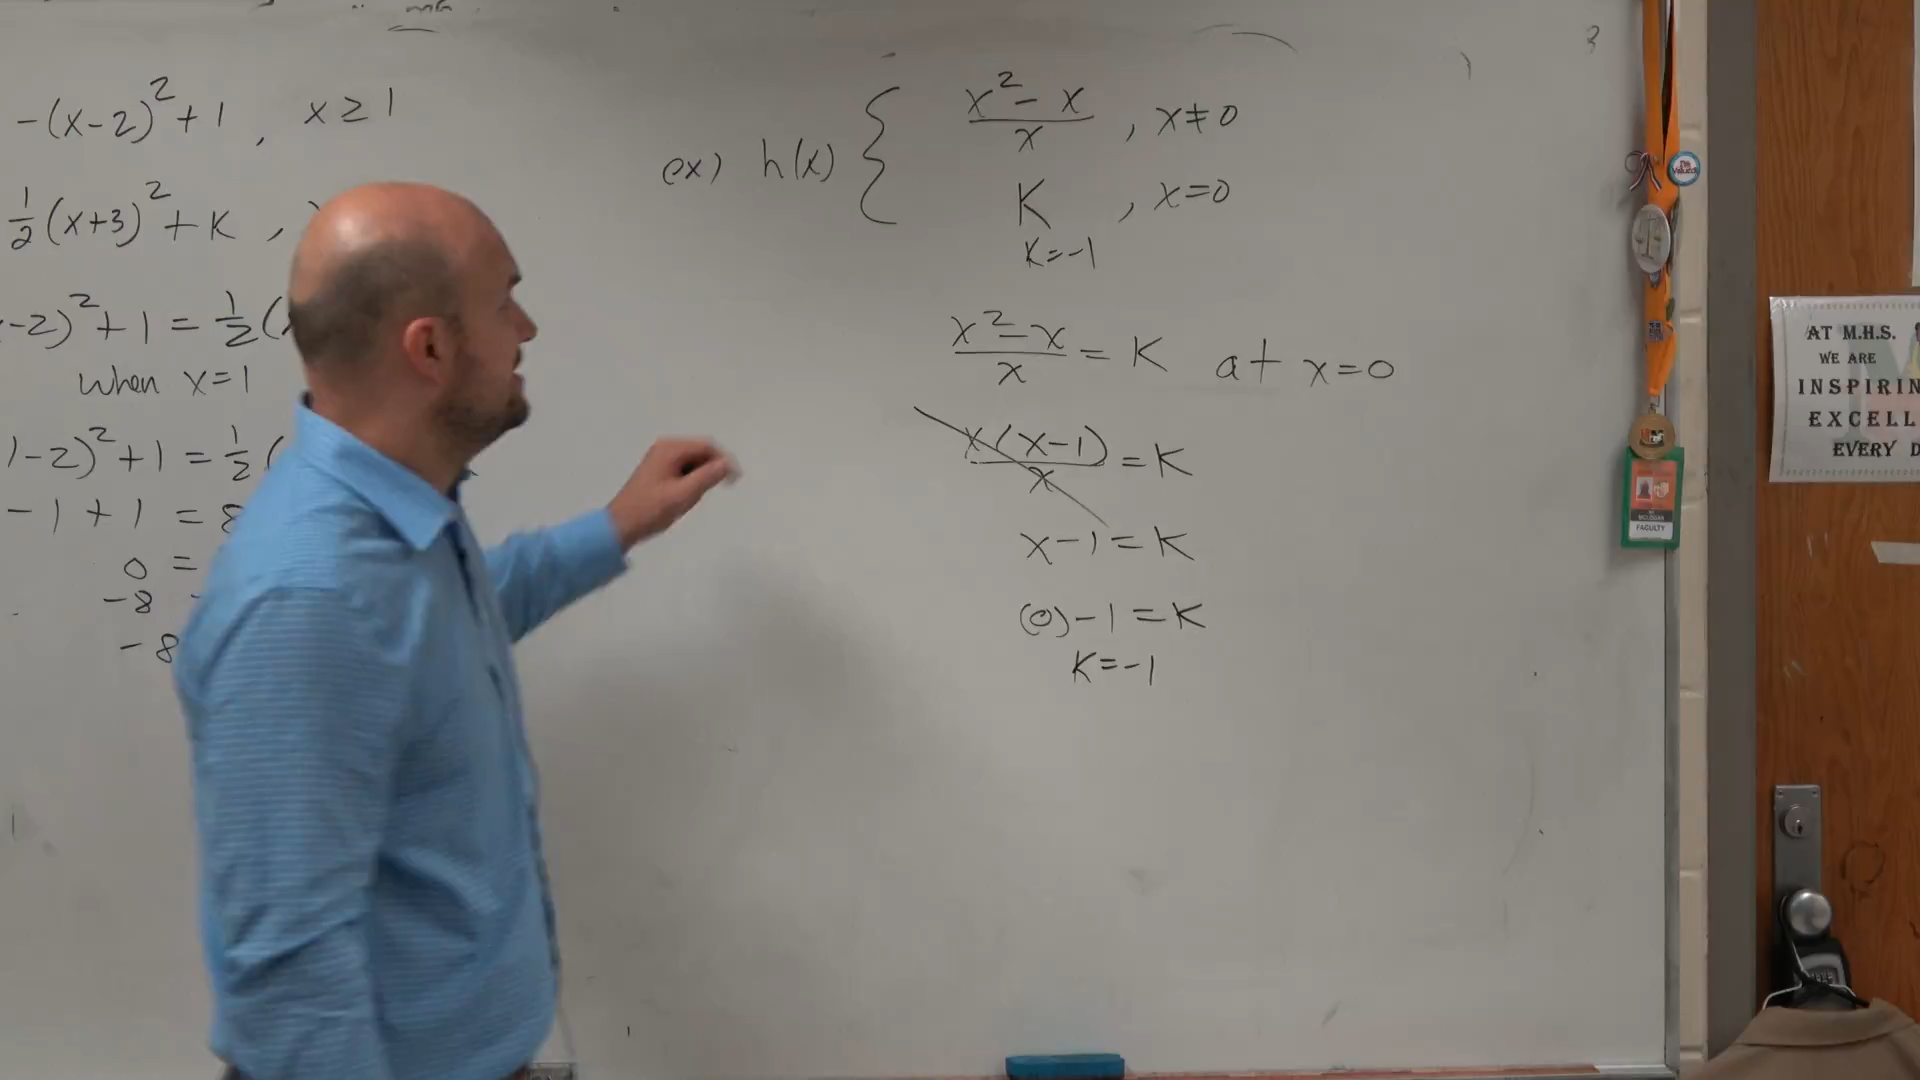 -(x-2)²+1 , x≥1
½(x+3)²+K ,
-2)²+1 = ½(
when x=1
1-2)²+1 = ½(
-1+1 = 8
0 =
-8
-8
ex) h(x) { (x²-x)/x , x≠0
K , x=0
K=-1
(x²-x)/x = K at x=0
x(x-1)/x = K
x-1=K
(0)-1=K
K=-1
AT M.H.S.
WE ARE
INSPIRIN
EXCELL
EVERY D
FACULTY